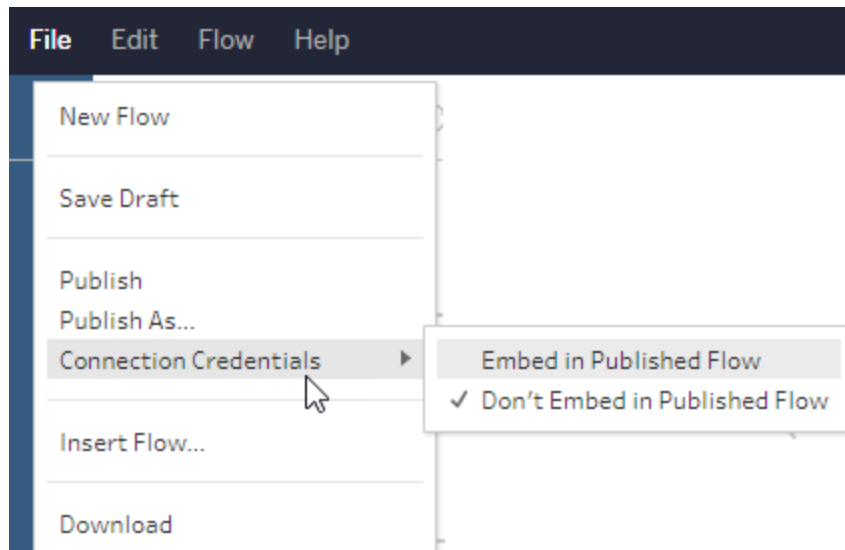 File Edit Flow Help
New Flow
Save Draft
Publish
Publish As...
Connection Credentials
Embed in Published Flow
Don't Embed in Published Flow
Insert Flow...
Download